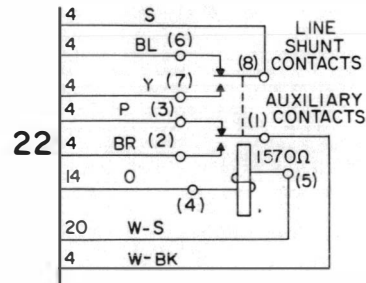 4 S LINE
4 BL (6) SHUNT
(8) CONTACTS
4 Y (7)
4 P (3) AUXILIARY
(1) CONTACTS
22 4 BR (2)
1570Ω
14 O (5)
(4)
20 W-S
4 W-BK